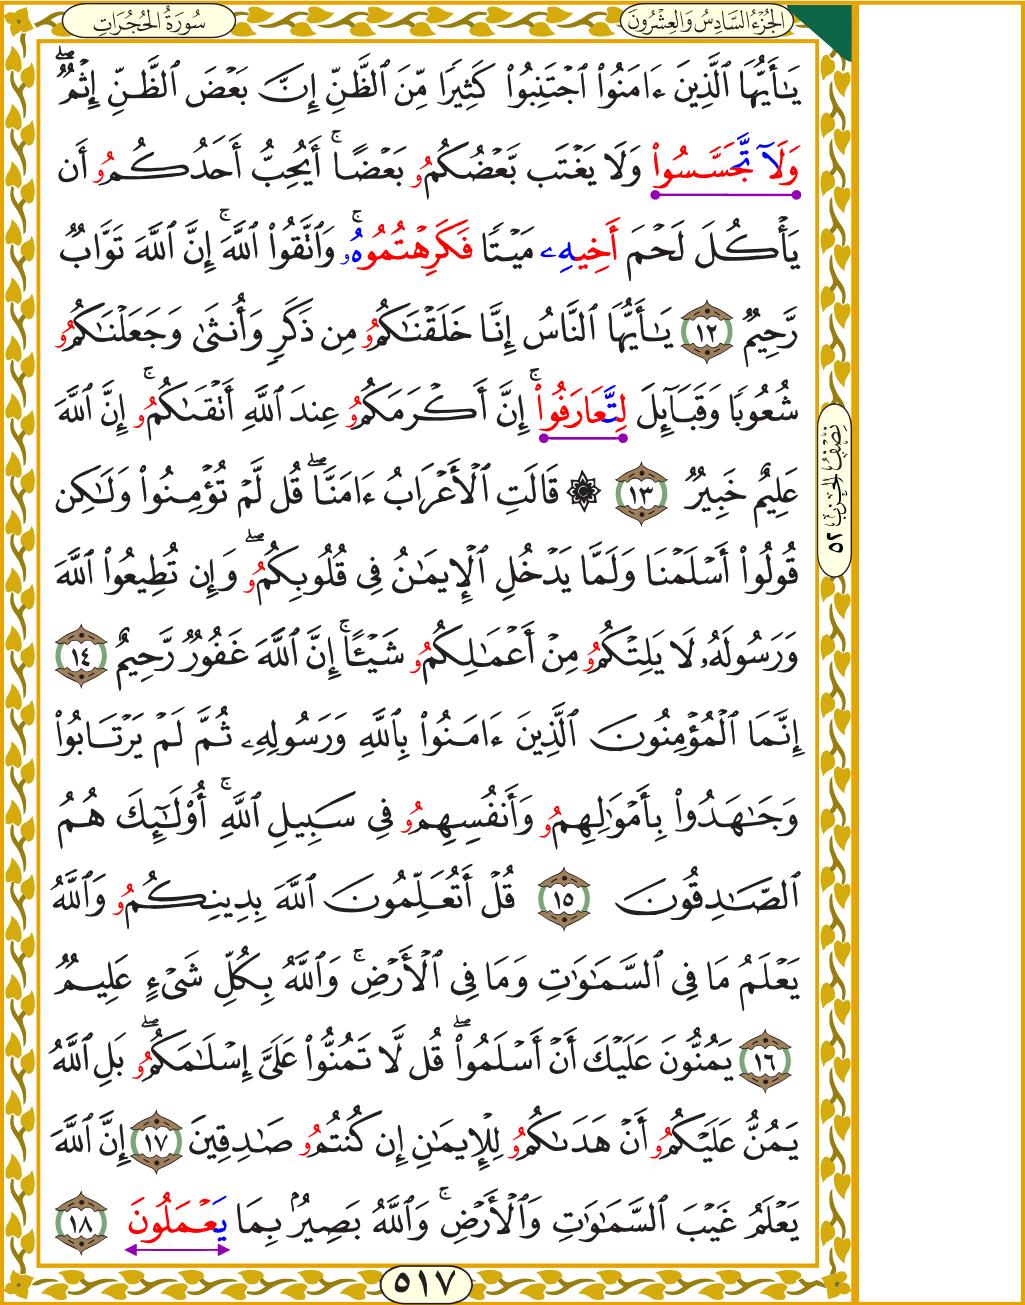 الجُزْءُ السَّادِسُ وَالعِشْرُونَ
سُورَةُ الحُجُرَاتِ
يَـٰٓأَيُّهَا ٱلَّذِينَ ءَامَنُوا۟ ٱجْتَنِبُوا۟ كَثِيرًۭا مِّنَ ٱلظَّنِّ إِنَّ بَعْضَ ٱلظَّنِّ إِثْمٌۭ ۖ
وَلَآ تَّجَسَّسُوا۟ وَلَا يَغْتَب بَّعْضُكُمُۥ بَعْضًا ۚ أَيُحِبُّ أَحَدُكُمُۥٓ أَن
يَأْكُلَ لَحْمَ أَخِيهِۦ مَيْتًۭا فَكَرِهْتُمُوهُۥ ۚ وَٱتَّقُوا۟ ٱللَّهَ ۚ إِنَّ ٱللَّهَ تَوَّابٌۭ
رَّحِيمٌۭ ١٢ يَـٰٓأَيُّهَا ٱلنَّاسُ إِنَّا خَلَقْنَـٰكُمُۥ مِن ذَكَرٍۢ وَأُنثَىٰ وَجَعَلْنَـٰكُمُۥ
شُعُوبًۭا وَقَبَآئِلَ لِتَّعَارَفُوٓا۟ ۚ إِنَّ أَكْرَمَكُمُۥ عِندَ ٱللَّهِ أَتْقَىٰكُمُۥٓ ۚ إِنَّ ٱللَّهَ
عَلِيمٌ خَبِيرٌۭ ١٣ ۞ قَالَتِ ٱلْأَعْرَابُ ءَامَنَّا ۖ قُل لَّمْ تُؤْمِنُوا۟ وَلَـٰكِن
قُولُوٓا۟ أَسْلَمْنَا وَلَمَّا يَدْخُلِ ٱلْإِيمَـٰنُ فِى قُلُوبِكُمُۥ ۖ وَإِن تُطِيعُوا۟ ٱللَّهَ
وَرَسُولَهُۥ لَا يَلِتْكُمُۥ مِنْ أَعْمَـٰلِكُمُۥ شَيْـًٔا ۚ إِنَّ ٱللَّهَ غَفُورٌۭ رَّحِيمٌ ١٤
إِنَّمَا ٱلْمُؤْمِنُونَ ٱلَّذِينَ ءَامَنُوا۟ بِٱللَّهِ وَرَسُولِهِۦ ثُمَّ لَمْ يَرْتَابُوا۟
وَجَـٰهَدُوا۟ بِأَمْوَٰلِهِمُۥ وَأَنفُسِهِمُۥ فِى سَبِيلِ ٱللَّهِ ۚ أُو۟لَـٰٓئِكَ هُمُ
ٱلصَّـٰدِقُونَ ١٥ قُلْ أَتُعَلِّمُونَ ٱللَّهَ بِدِينِكُمُۥ وَٱللَّهُ
يَعْلَمُ مَا فِى ٱلسَّمَـٰوَٰتِ وَمَا فِى ٱلْأَرْضِ ۚ وَٱللَّهُ بِكُلِّ شَىْءٍ عَلِيمٌۭ
١٦ يَمُنُّونَ عَلَيْكَ أَنْ أَسْلَمُوا۟ ۖ قُل لَّا تَمُنُّوا۟ عَلَىَّ إِسْلَـٰمَكُمُۥ ۖ بَلِ ٱللَّهُ
يَمُنُّ عَلَيْكُمُۥٓ أَنْ هَدَىٰكُمُۥ لِلْإِيمَـٰنِ إِن كُنتُمُۥ صَـٰدِقِينَ ١٧ إِنَّ ٱللَّهَ
يَعْلَمُ غَيْبَ ٱلسَّمَـٰوَٰتِ وَٱلْأَرْضِ ۚ وَٱللَّهُ بَصِيرٌۢ بِمَا يَعْمَلُونَ ١٨
نِصْفُ الحِزْبِ ٥٢
٥١٧